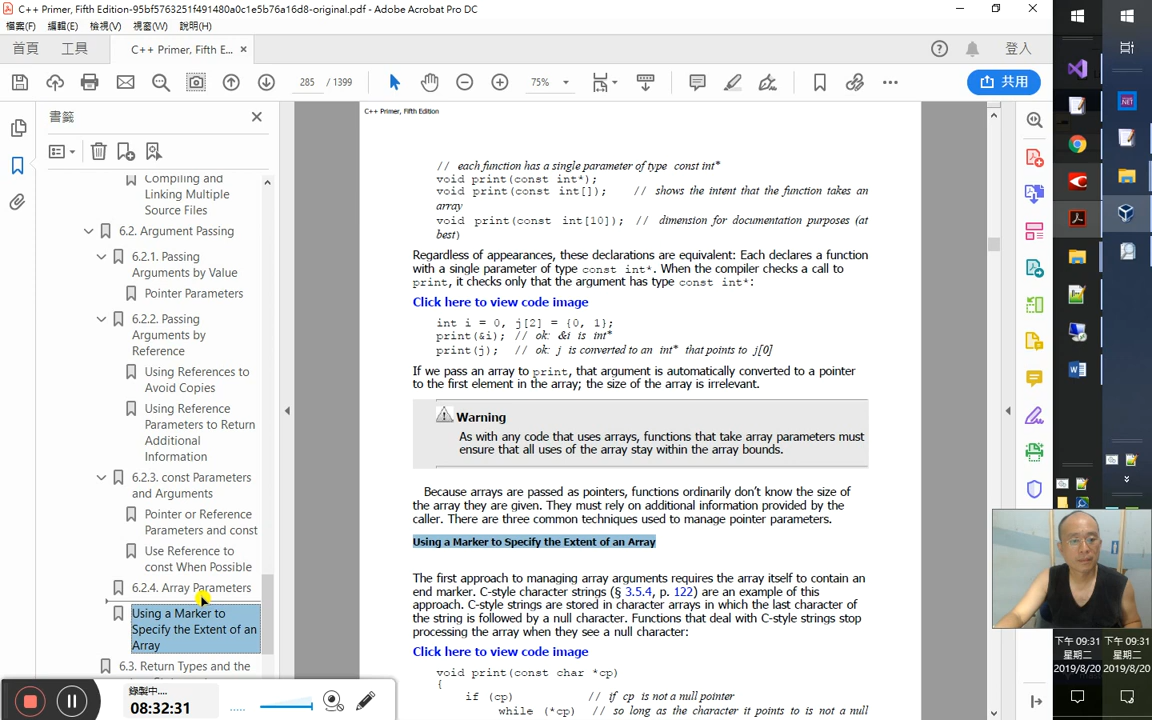 C++ Primer, Fifth Edition-95bf5763251f491480a0c1e5b76a16d8-original.pdf - Adobe Acrobat Pro DC
檔案(F) 編輯(E) 檢視(V) 視窗(W) 說明(H)
首頁 工具 C++ Primer, Fifth E... × 登入
285 / 1399 75% 共用
書籤
Compiling and
Linking Multiple
Source Files
6.2. Argument Passing
6.2.1. Passing
Arguments by Value
Pointer Parameters
6.2.2. Passing
Arguments by
Reference
Using References to
Avoid Copies
Using Reference
Parameters to Return
Additional
Information
6.2.3. const Parameters
and Arguments
Pointer or Reference
Parameters and const
Use Reference to
const When Possible
6.2.4. Array Parameters
Using a Marker to
Specify the Extent of an
Array
6.3. Return Types and the
C++ Primer, Fifth Edition
// each function has a single parameter of type const int*
void print(const int*);
void print(const int[]); // shows the intent that the function takes an
array
void print(const int[10]); // dimension for documentation purposes (at
best)
Regardless of appearances, these declarations are equivalent: Each declares a function
with a single parameter of type const int*. When the compiler checks a call to
print, it checks only that the argument has type const int*:
Click here to view code image
int i = 0, j[2] = {0, 1};
print(&i); // ok: &i is int*
print(j); // ok: j is converted to an int* that points to j[0]
If we pass an array to print, that argument is automatically converted to a pointer
to the first element in the array; the size of the array is irrelevant.
Warning
As with any code that uses arrays, functions that take array parameters must
ensure that all uses of the array stay within the array bounds.
Because arrays are passed as pointers, functions ordinarily don't know the size of
the array they are given. They must rely on additional information provided by the
caller. There are three common techniques used to manage pointer parameters.
Using a Marker to Specify the Extent of an Array
The first approach to managing array arguments requires the array itself to contain an
end marker. C-style character strings (§ 3.5.4, p. 122) are an example of this
approach. C-style strings are stored in character arrays in which the last character of
the string is followed by a null character. Functions that deal with C-style strings stop
processing the array when they see a null character:
Click here to view code image
void print(const char *cp)
{
if (cp) // if cp is not a null pointer
while (*cp) // so long as the character it points to is not a null
錄製中....
08:32:31
下午 09:31 下午 09:31
星期二 星期二
2019/8/20 2019/8/20